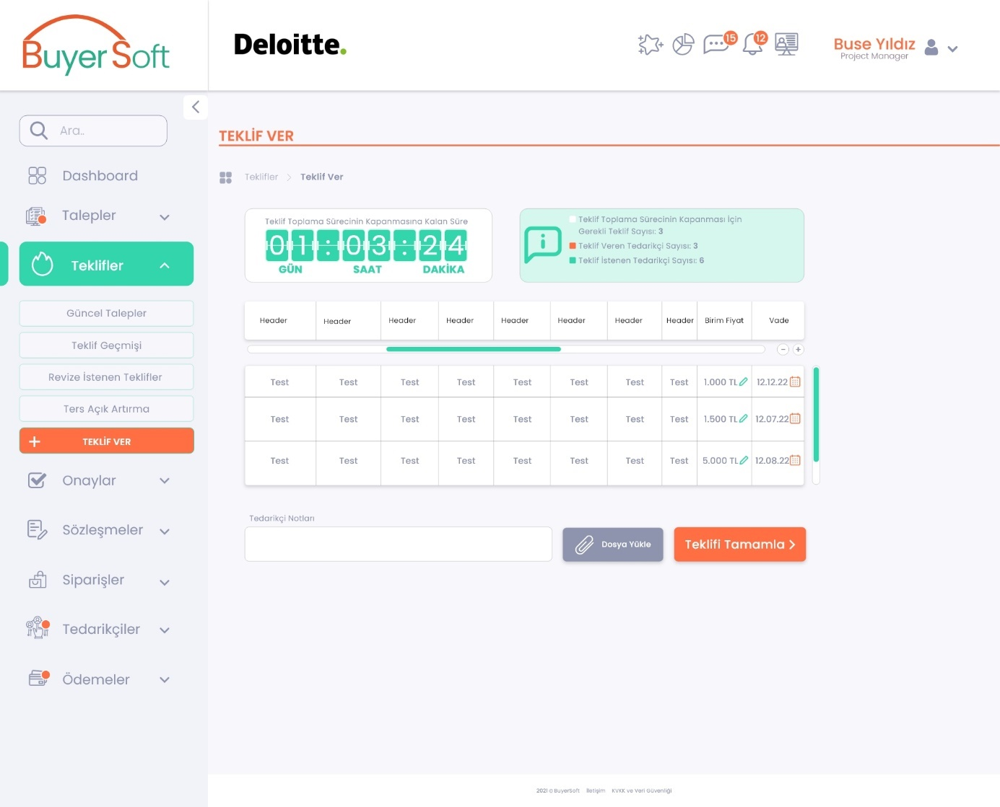 Buyer Soft
Deloitte.
15
12
Buse Yıldız
Project Manager
Ara..
Dashboard
Talepler
Teklifler
Güncel Talepler
Teklif Geçmişi
Revize İstenen Teklifler
Ters Açık Artırma
TEKLİF VER
Onaylar
Sözleşmeler
Siparişler
Tedarikçiler
Ödemeler
TEKLİF VER
Teklifler > Teklif Ver
Teklif Toplama Sürecinin Kapanmasına Kalan Süre
01:03:24
GÜN SAAT DAKİKA
Teklif Toplama Sürecinin Kapanması İçin
Gerekli Teklif Sayısı: 3
Teklif Veren Tedarikçi Sayısı: 3
Teklif İstenen Tedarikçi Sayısı: 6
Header Header Header Header Header Header Header Header Birim Fiyat Vade
- +
Test Test Test Test Test Test Test Test 1.000 TL 12.12.22
Test Test Test Test Test Test Test Test 1.500 TL 12.07.22
Test Test Test Test Test Test Test Test 5.000 TL 12.08.22
Tedarikçi Notları
Dosya Yükle
Teklifi Tamamla >
2021 © BuyerSoft İletişim KVKK ve Veri Güvenliği